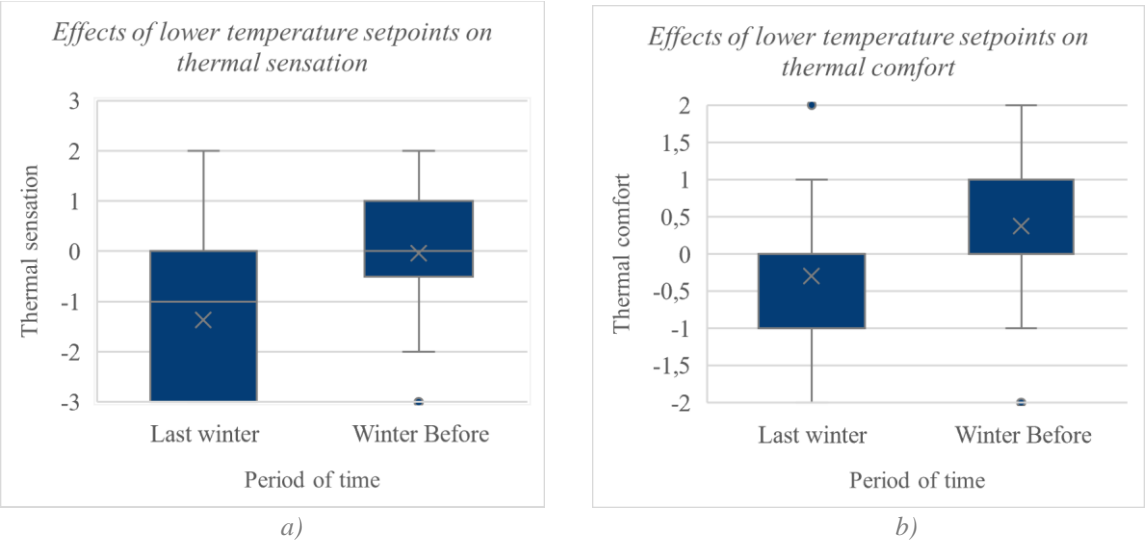 Effects of lower temperature setpoints on
thermal sensation
3
2
1
0
-1
-2
-3
Thermal sensation
Last winter
Winter Before
Period of time
a)
Effects of lower temperature setpoints on
thermal comfort
2
1,5
1
0,5
0
-0,5
-1
-1,5
-2
Thermal comfort
Last winter
Winter Before
Period of time
b)